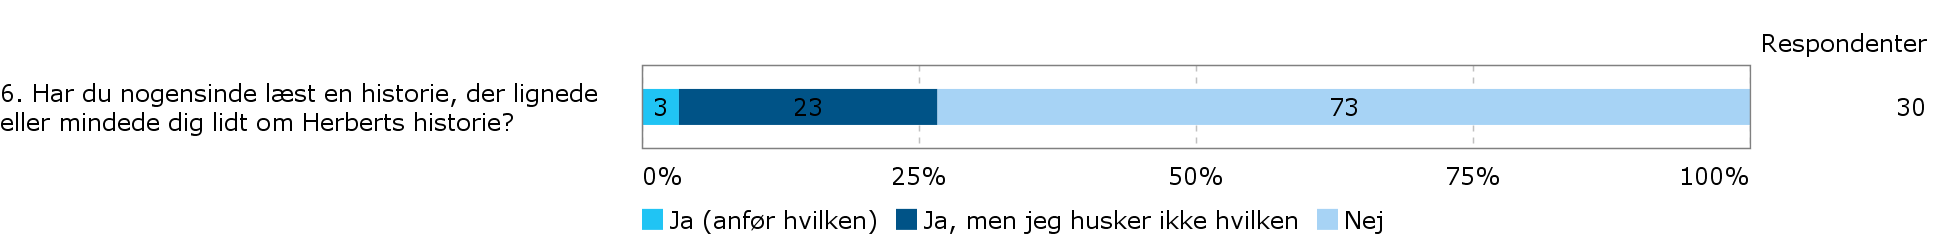 Respondenter
6. Har du nogensinde læst en historie, der lignede
eller mindede dig lidt om Herberts historie?
3 23 73 30
0% 25% 50% 75% 100%
Ja (anfør hvilken) Ja, men jeg husker ikke hvilken Nej